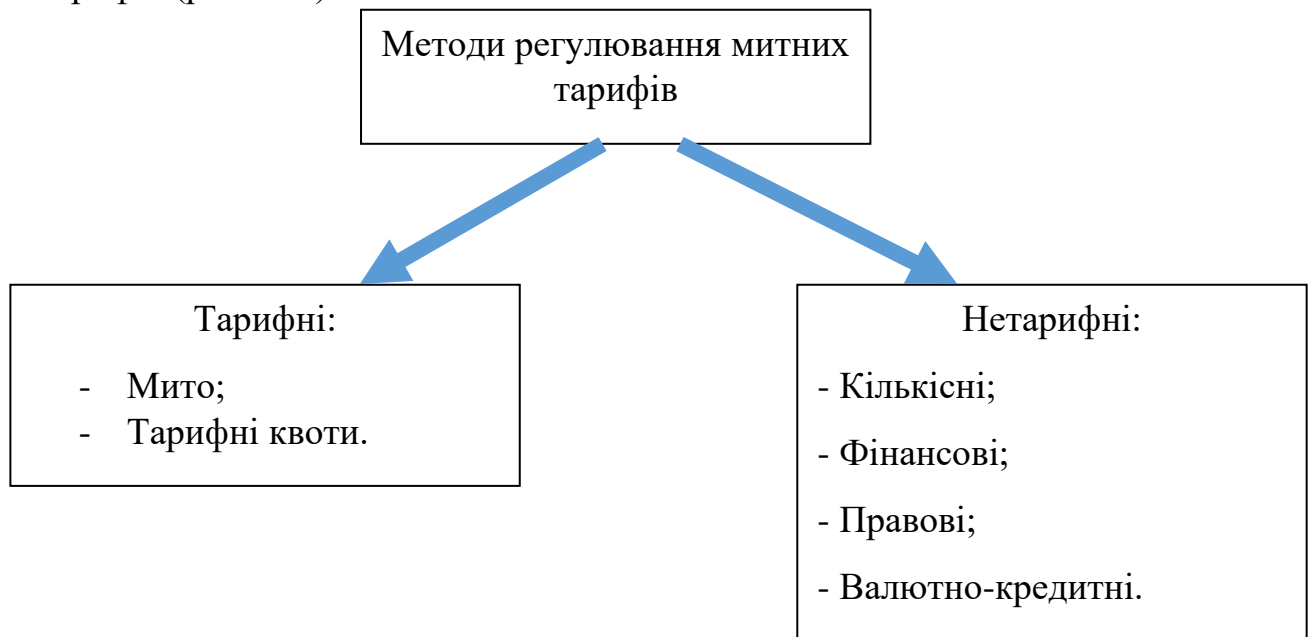 Методи регулювання митних
тарифів
Тарифні:
- Мито;
- Тарифні квоти.
Нетарифні:
- Кількісні;
- Фінансові;
- Правові;
- Валютно-кредитні.